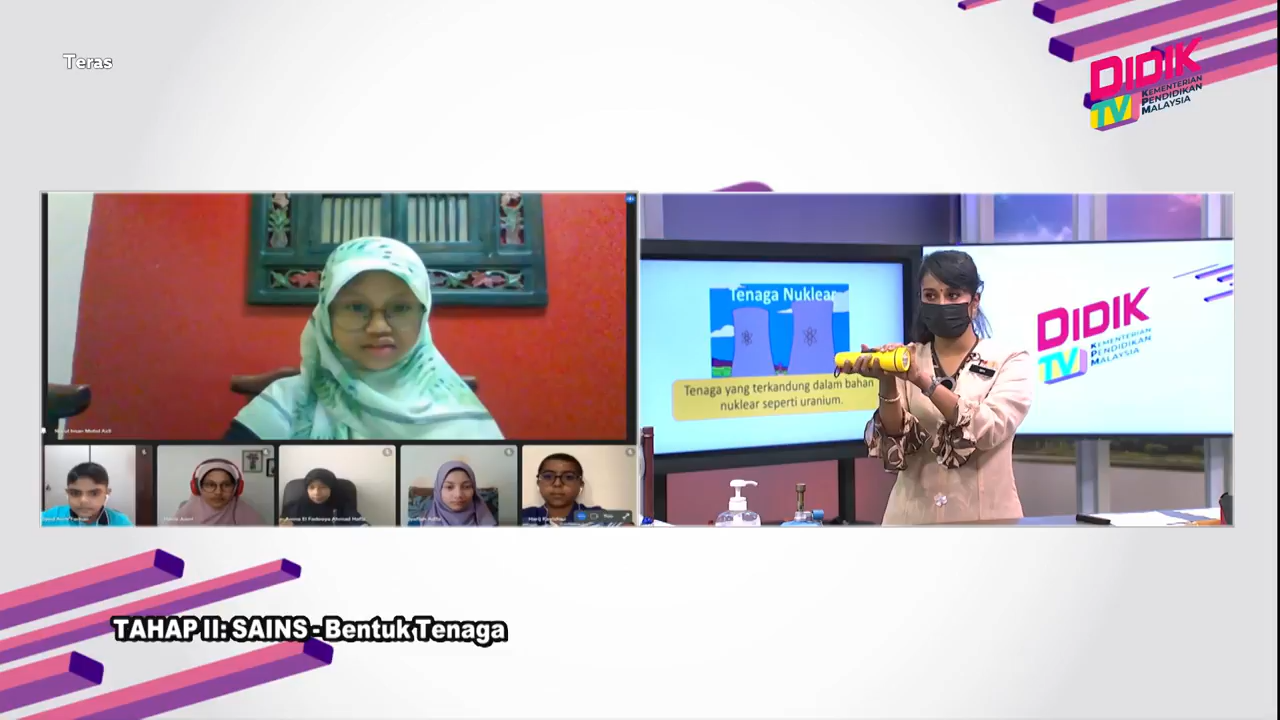 Teras
DIDIK
TV
KEMENTERIAN
PENDIDIKAN
MALAYSIA
Tenaga Nuklear
Tenaga yang terkandung dalam bahan
nuklear seperti uranium.
DIDIK
TV
KEMENTERIAN
PENDIDIKAN
MALAYSIA
TAHAP II: SAINS - Bentuk Tenaga